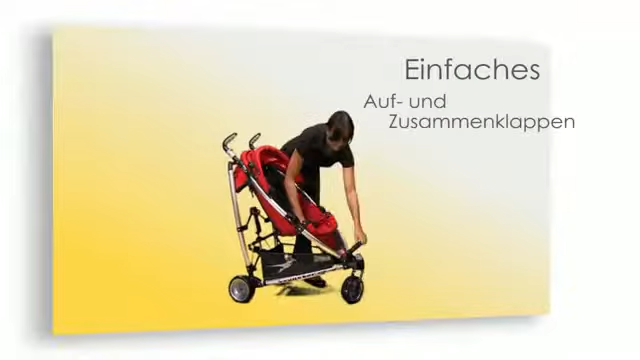 Einfaches
Auf- und
Zusammenklappen